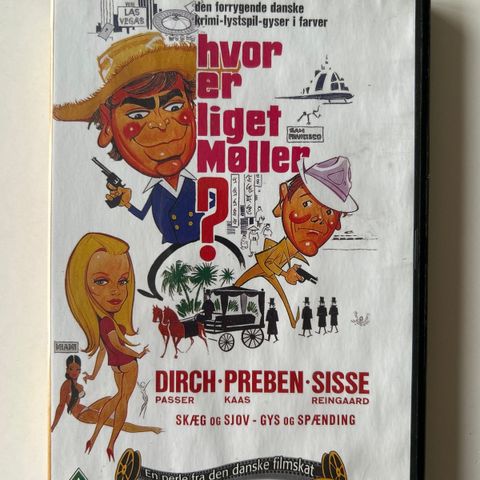 den forrygende danske
krimi-lystspil-gyser i farver
LAS VEGAS
hvor
er
liget
Møller
?
SAN FRANCISCO
MIAMI
DIRCH · PREBEN · SISSE
PASSER KAAS REINGAARD
SKÆG OG SJOV - GYS OG SPÆNDING
En perle fra den danske filmskat